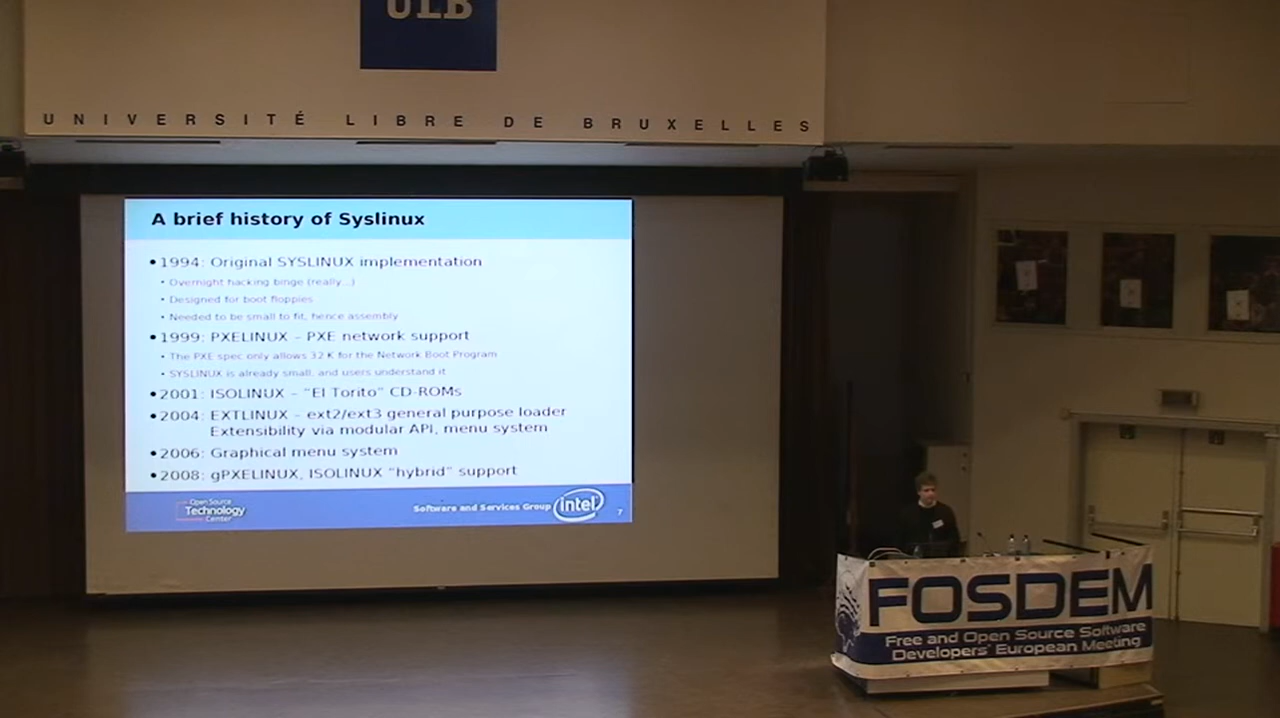 ULB
UNIVERSITÉ LIBRE DE BRUXELLES
A brief history of Syslinux
•1994: Original SYSLINUX implementation
• Overnight hacking binge (really...)
• Designed for boot floppies
• Needed to be small to fit, hence assembly
•1999: PXELINUX – PXE network support
• The PXE spec only allows 32 K for the Network Boot Program
• SYSLINUX is already small, and users understand it
•2001: ISOLINUX – “El Torito” CD-ROMs
•2004: EXTLINUX – ext2/ext3 general purpose loader
Extensibility via modular API, menu system
•2006: Graphical menu system
•2008: gPXELINUX, ISOLINUX “hybrid” support
Open Source
Technology
Center
Software and Services Group
intel
7
FOSDEM
Free and Open Source Software
Developers' European Meeting